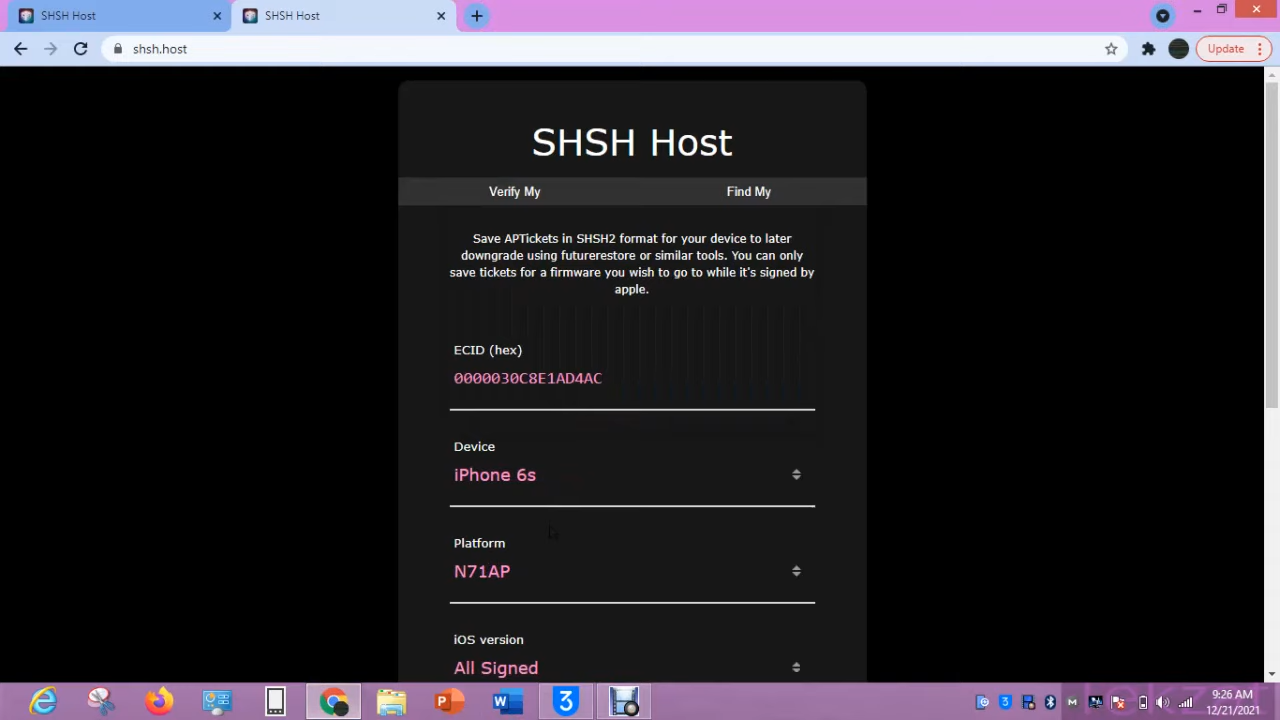 SHSH Host
SHSH Host
shsh.host
Update
SHSH Host
Verify My
Find My
Save APTickets in SHSH2 format for your device to later
downgrade using futurerestore or similar tools. You can only
save tickets for a firmware you wish to go to while it's signed by
apple.
ECID (hex)
0000030C8E1AD4AC
Device
iPhone 6s
Platform
N71AP
iOS version
All Signed
9:26 AM
12/21/2021